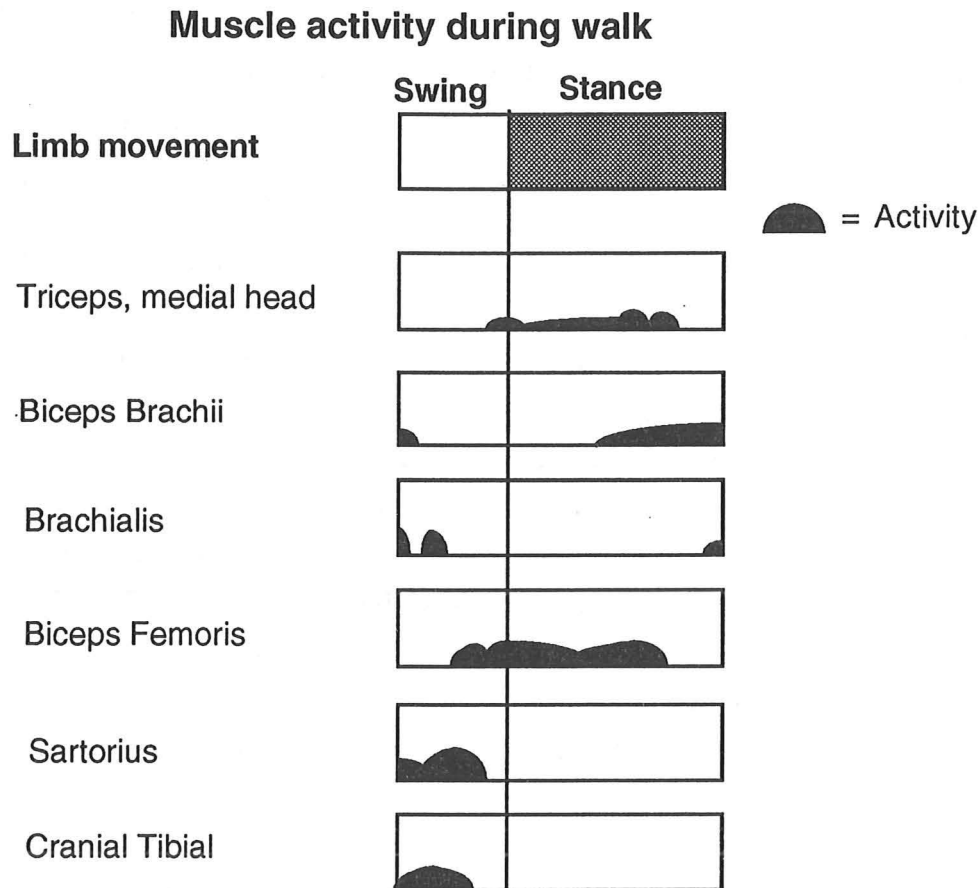 Muscle activity during walk
Swing Stance
Limb movement
= Activity
Triceps, medial head
Biceps Brachii
Brachialis
Biceps Femoris
Sartorius
Cranial Tibial